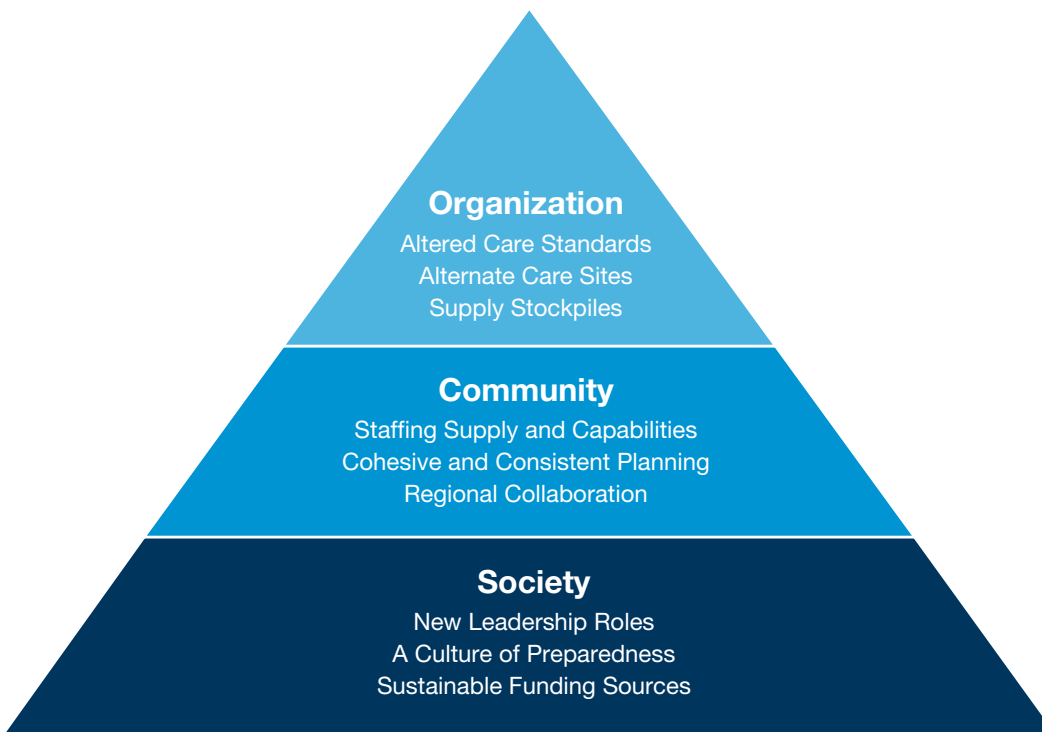 Organization
Altered Care Standards
Alternate Care Sites
Supply Stockpiles
Community
Staffing Supply and Capabilities
Cohesive and Consistent Planning
Regional Collaboration
Society
New Leadership Roles
A Culture of Preparedness
Sustainable Funding Sources